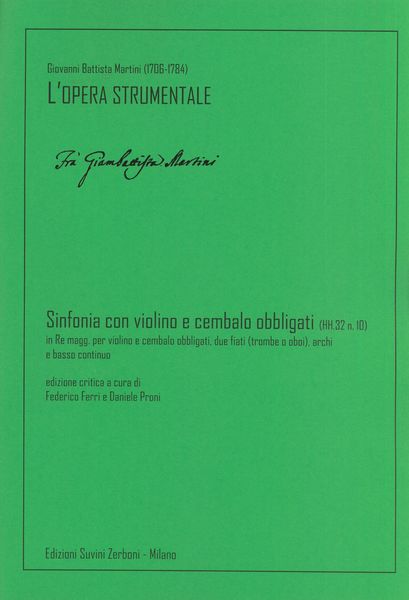 Giovanni Battista Martini (1706-1784)
L'OPERA STRUMENTALE
Frà Giambattista Martini
Sinfonia con violino e cembalo obbligati (HH.32 n. 10)
in Re magg. per violino e cembalo obbligati, due fiati (trombe o oboi), archi
e basso continuo
edizione critica a cura di
Federico Ferri e Daniele Proni
Edizioni Suvini Zerboni - Milano